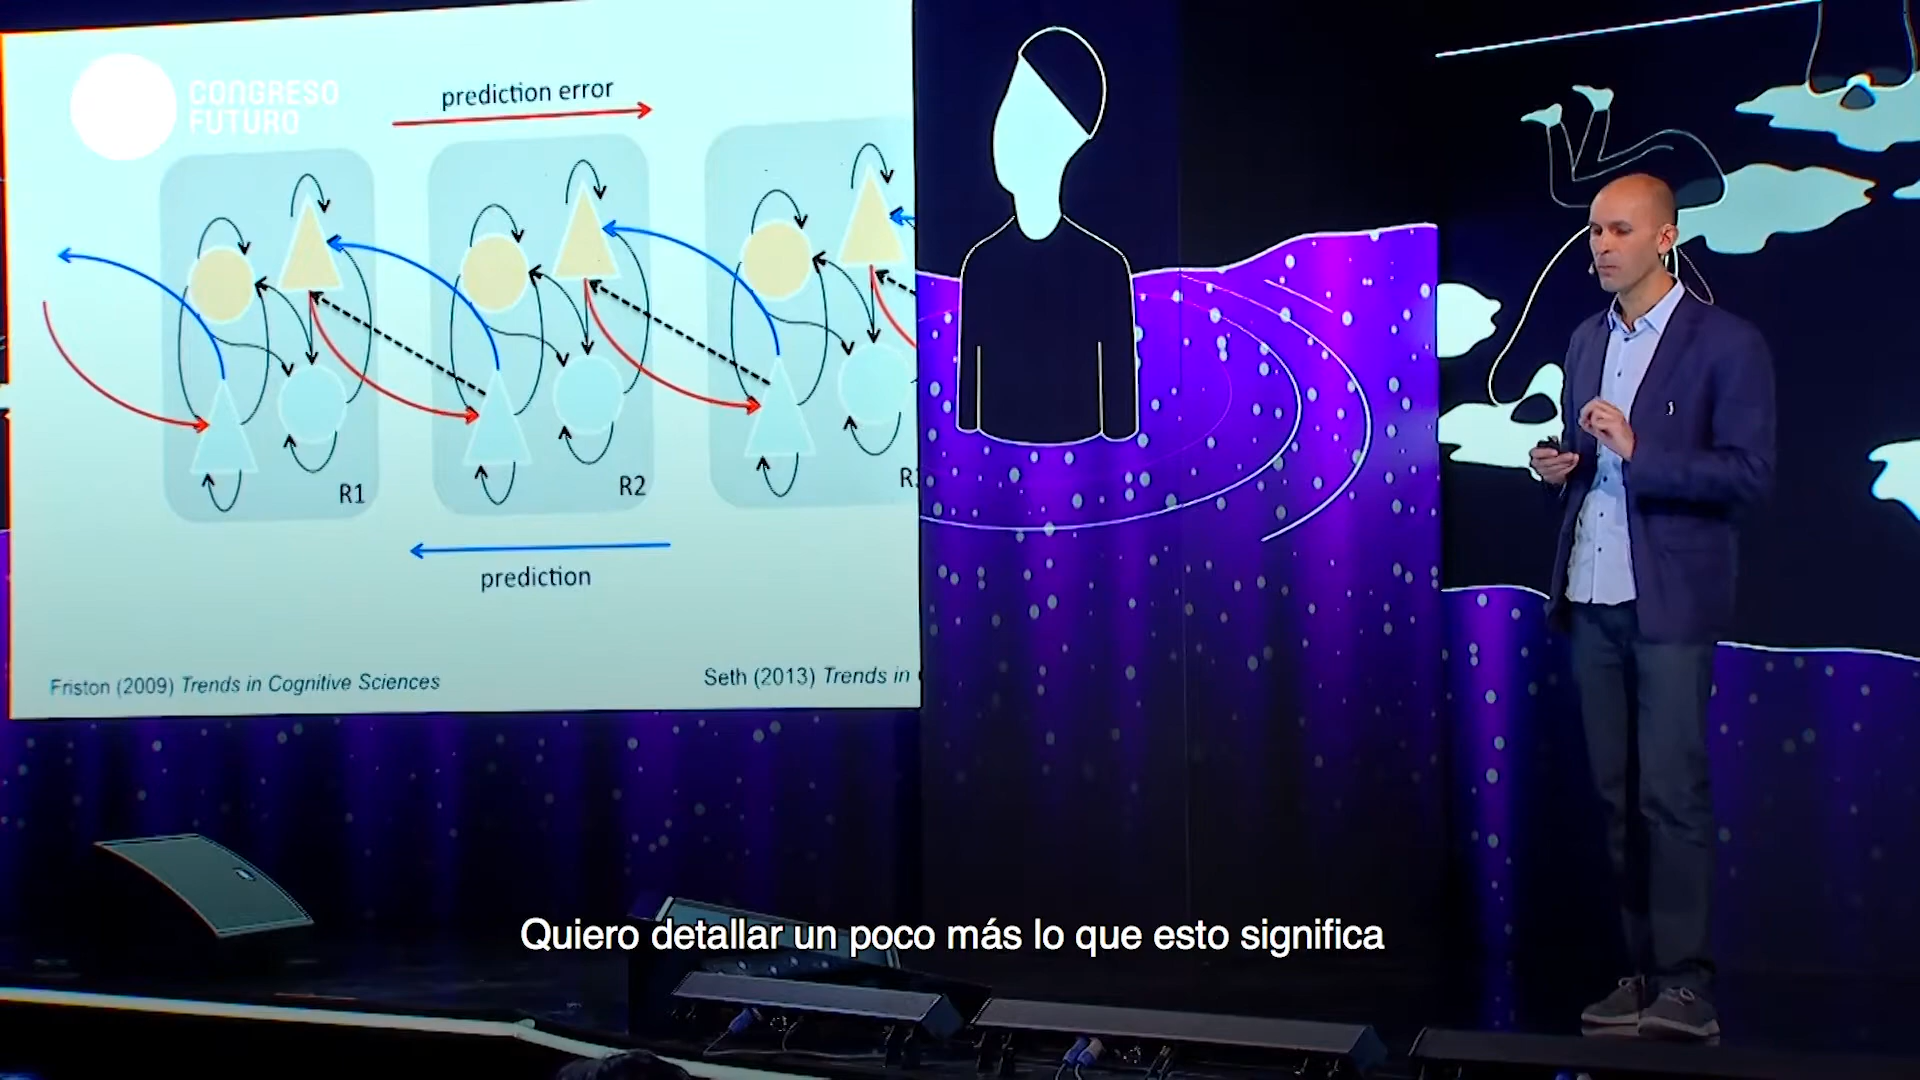 CONGRESO
FUTURO
prediction error
R1
R2
prediction
Friston (2009) Trends in Cognitive Sciences
Seth (2013) Trends in
Quiero detallar un poco más lo que esto significa